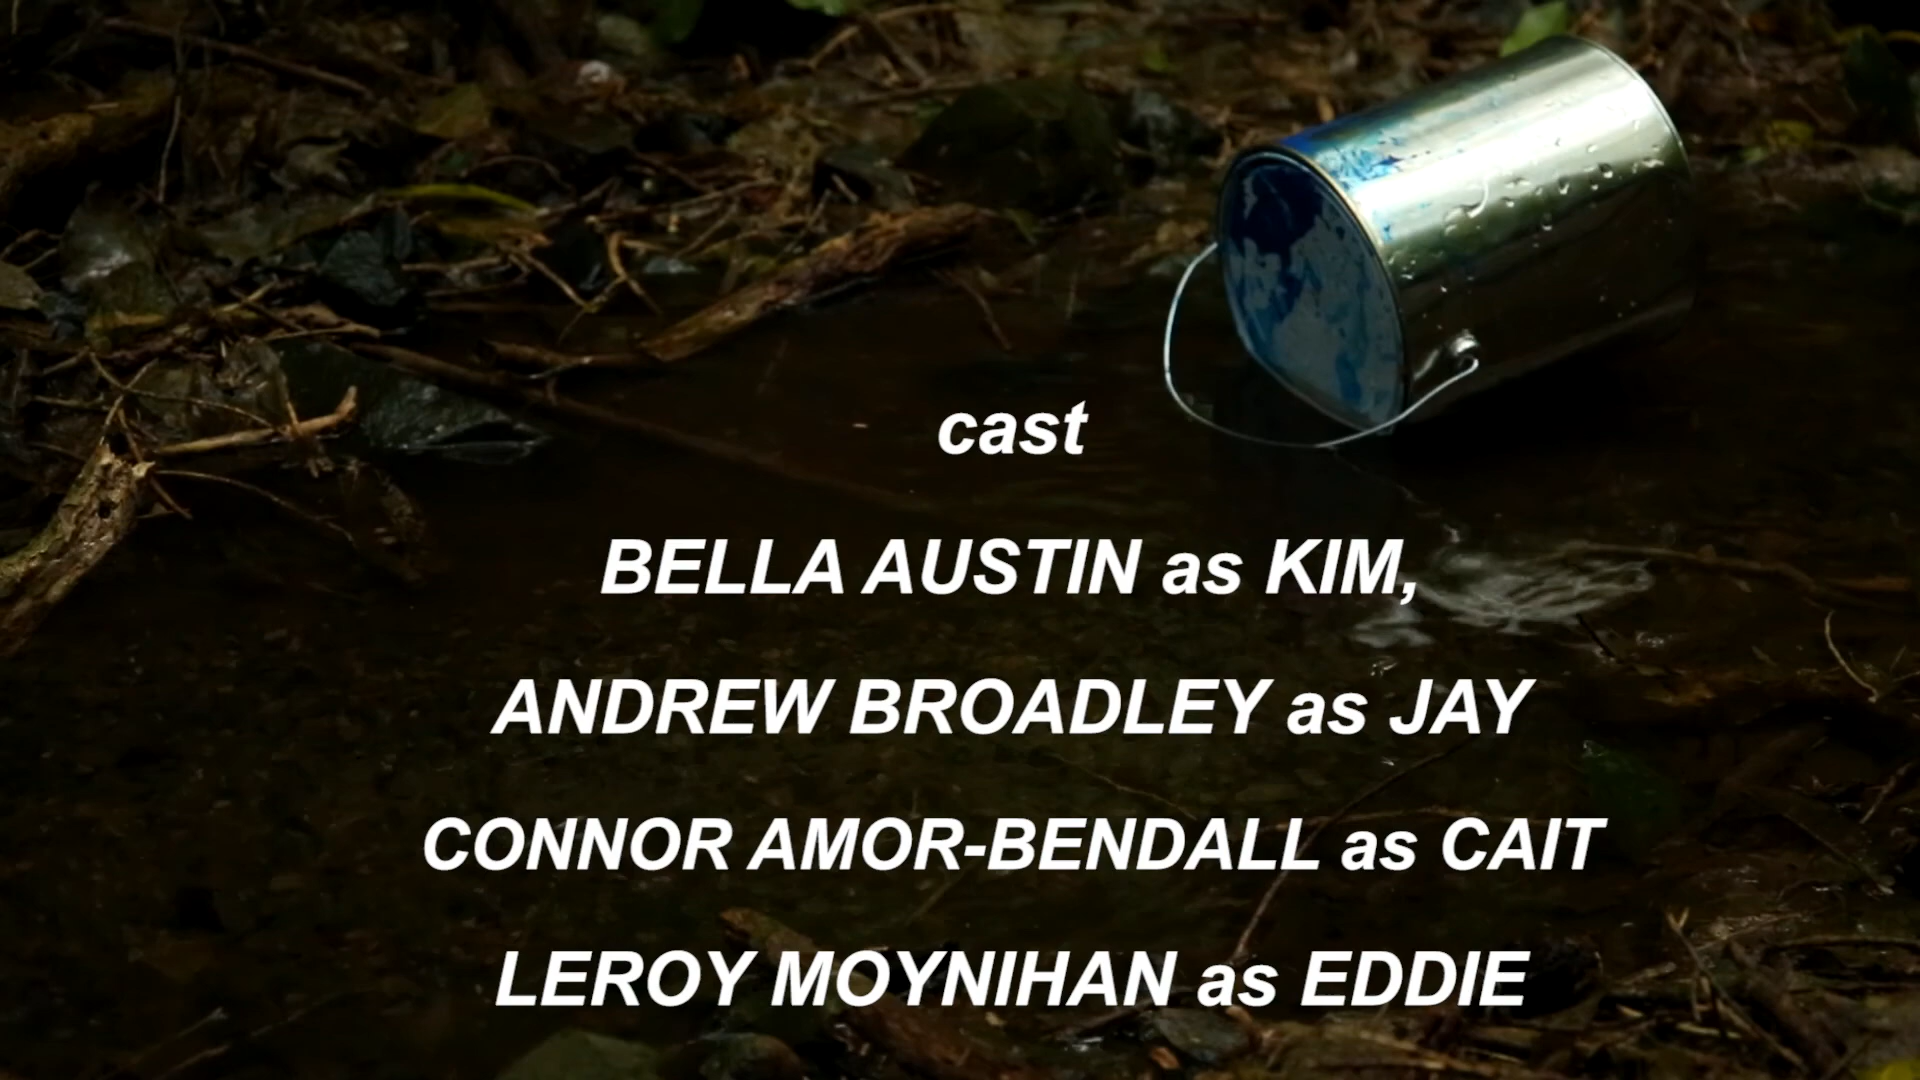 cast
BELLA AUSTIN as KIM,
ANDREW BROADLEY as JAY
CONNOR AMOR-BENDALL as CAIT
LEROY MOYNIHAN as EDDIE